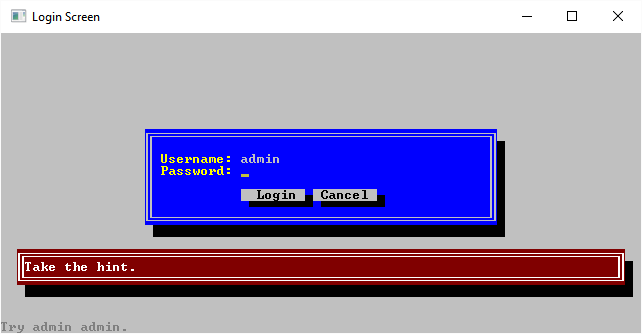 Login Screen
Username: admin
Password: _
Login Cancel
Take the hint.
Try admin admin.